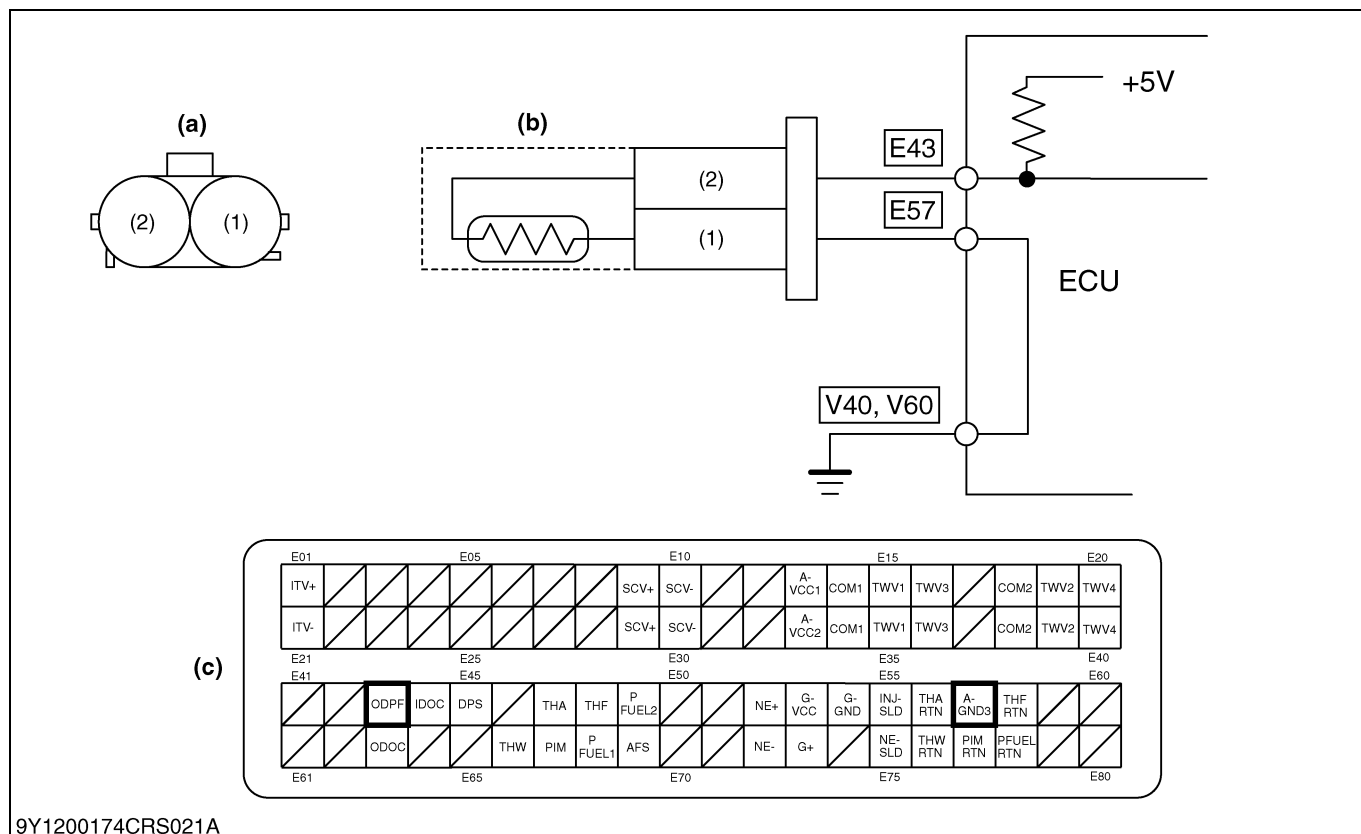 (a)
(2) (1)
(b)
(2)
(1)
E43
E57
+5V
ECU
V40, V60
(c)
E01 E05 E10 E15 E20
ITV+ SCV+ SCV- A-VCC1 COM1 TWV1 TWV3 COM2 TWV2 TWV4
ITV- SCV+ SCV- A-VCC2 COM1 TWV1 TWV3 COM2 TWV2 TWV4
E21 E25 E30 E35 E40
E41 E45 E50 E55 E60
ODPF IDOC DPS THA THF P FUEL2 NE+ G-VCC G-GND INJ-SLD THA RTN A-GND3 THF RTN
ODOC THW PIM P FUEL1 AFS NE- G+ NE-SLD THW RTN PIM RTN PFUEL RTN
E61 E65 E70 E75 E80
9Y1200174CRS021A